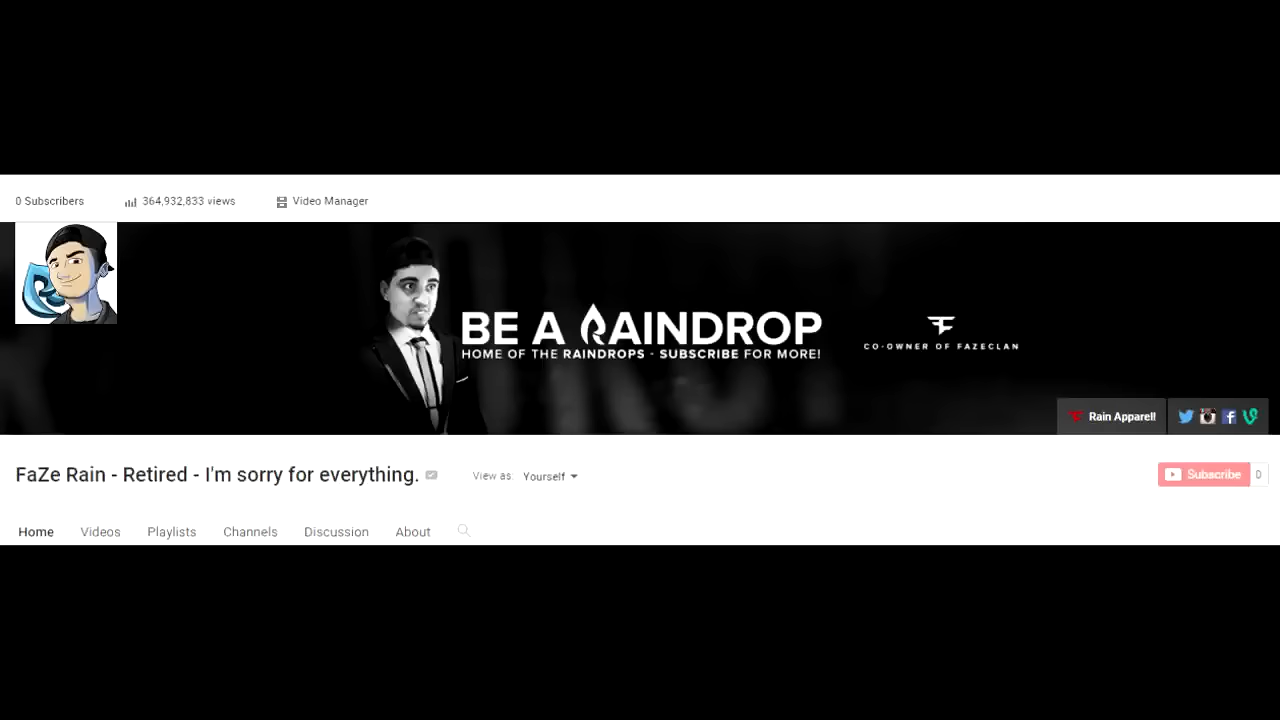 0 Subscribers 364,932,833 views Video Manager
BE A RAINDROP
HOME OF THE RAINDROPS - SUBSCRIBE FOR MORE!
CO-OWNER OF FAZECLAN
Rain Apparel!
FaZe Rain - Retired - I'm sorry for everything. View as: Yourself Subscribe 0
Home Videos Playlists Channels Discussion About